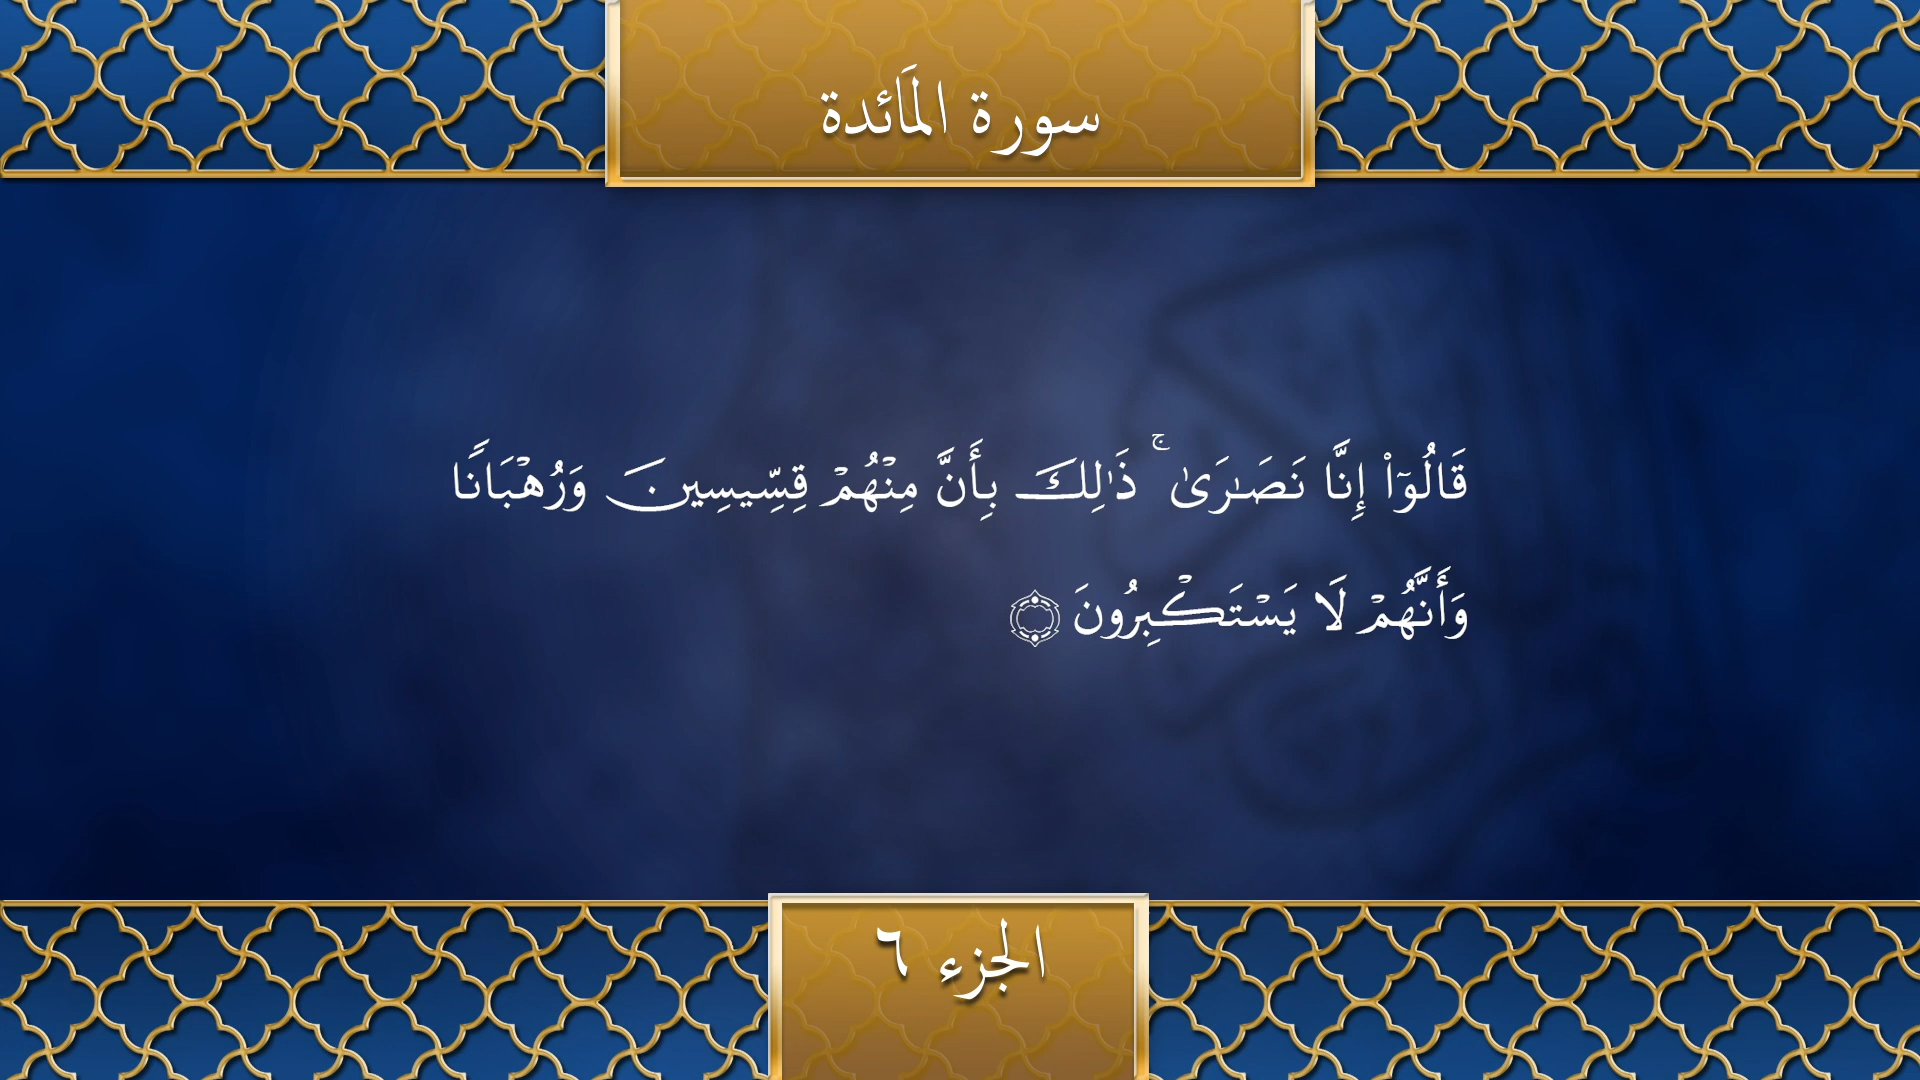 سورة المَائدة
قَالُوٓا۟ إِنَّا نَصَـٰرَىٰ ۚ ذَٰلِكَ بِأَنَّ مِنْهُمْ قِسِّيسِينَ وَرُهْبَانًا
وَأَنَّهُمْ لَا يَسْتَكْبِرُونَ ۝
الجزء ٦